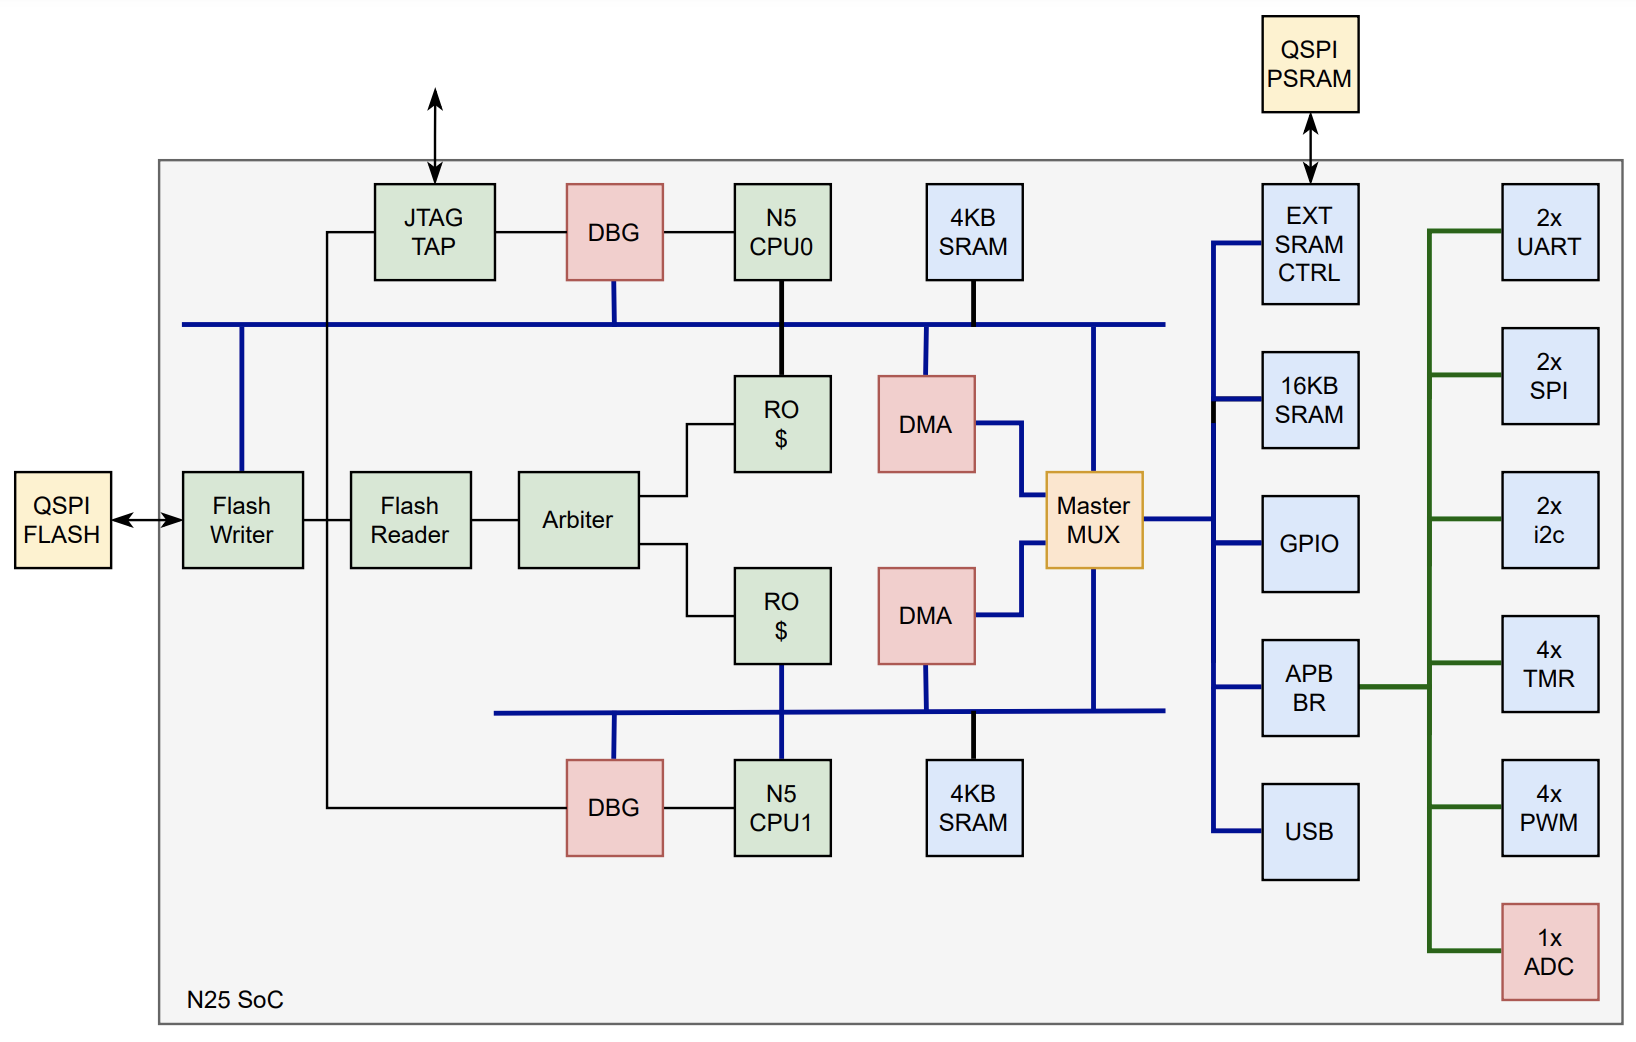 QSPI
PSRAM
JTAG
TAP
DBG
N5
CPU0
4KB
SRAM
EXT
SRAM
CTRL
2x
UART
RO
$
DMA
16KB
SRAM
2x
SPI
QSPI
FLASH
Flash
Writer
Flash
Reader
Arbiter
Master
MUX
GPIO
2x
i2c
RO
$
DMA
APB
BR
4x
TMR
DBG
N5
CPU1
4KB
SRAM
USB
4x
PWM
1x
ADC
N25 SoC